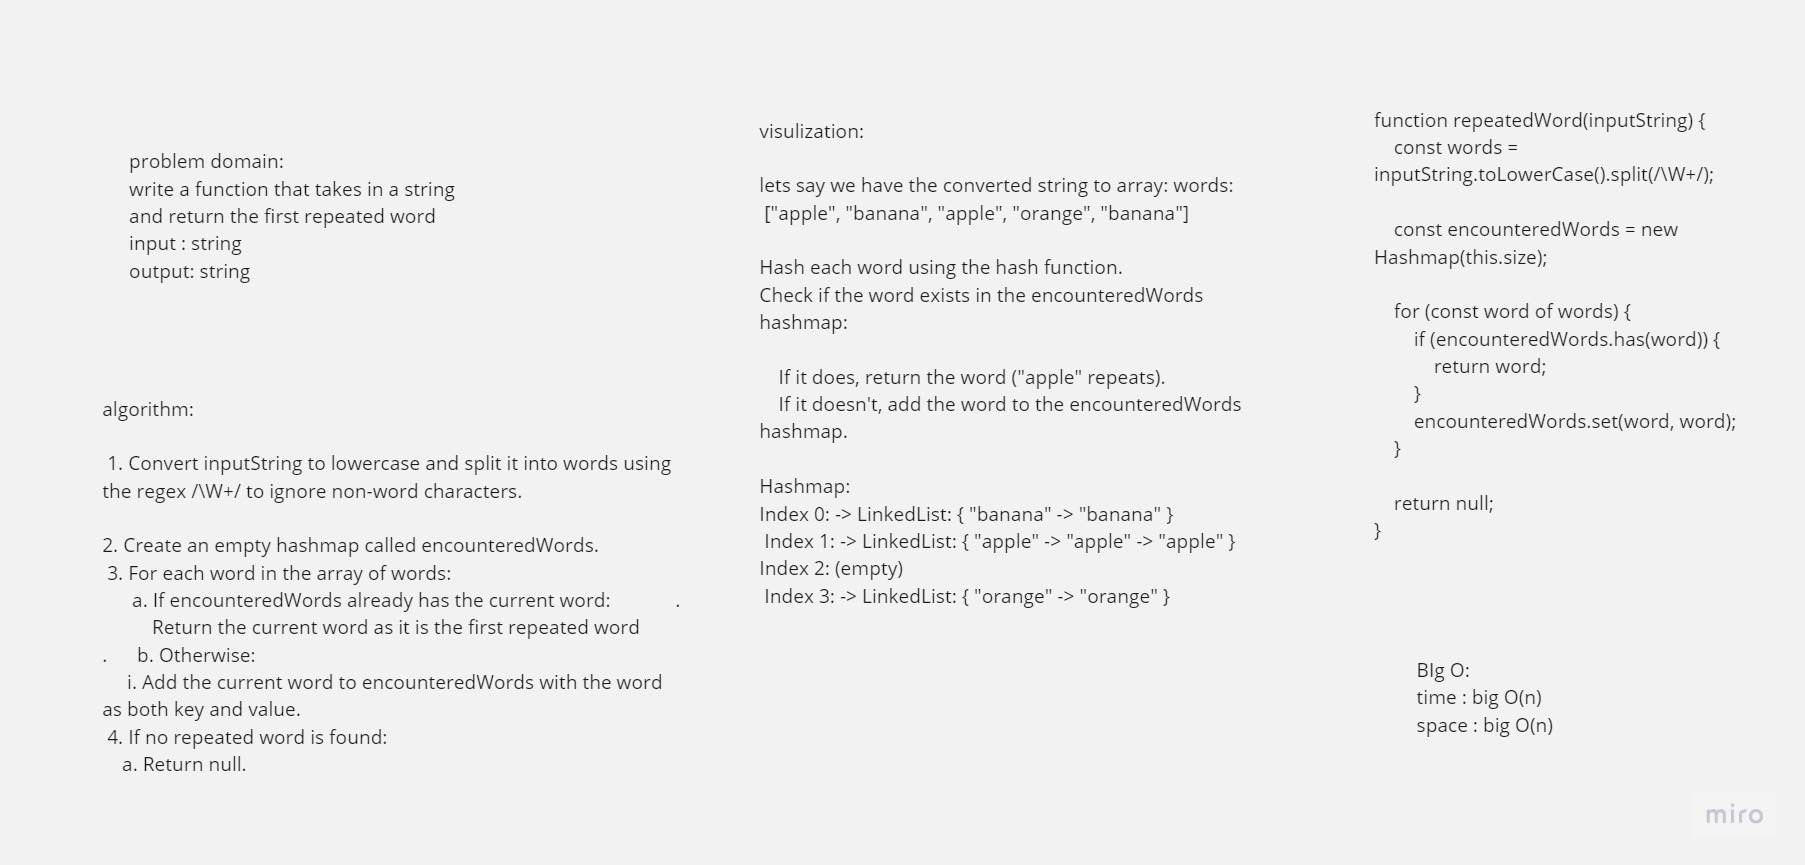 problem domain:
write a function that takes in a string
and return the first repeated word
input : string
output: string
algorithm:
1. Convert inputString to lowercase and split it into words using
the regex /\W+/ to ignore non-word characters.
2. Create an empty hashmap called encounteredWords.
3. For each word in the array of words:
a. If encounteredWords already has the current word: .
Return the current word as it is the first repeated word
. b. Otherwise:
i. Add the current word to encounteredWords with the word
as both key and value.
4. If no repeated word is found:
a. Return null.
visulization:
lets say we have the converted string to array: words:
["apple", "banana", "apple", "orange", "banana"]
Hash each word using the hash function.
Check if the word exists in the encounteredWords
hashmap:
If it does, return the word ("apple" repeats).
If it doesn't, add the word to the encounteredWords
hashmap.
Hashmap:
Index 0: -> LinkedList: { "banana" -> "banana" }
Index 1: -> LinkedList: { "apple" -> "apple" -> "apple" }
Index 2: (empty)
Index 3: -> LinkedList: { "orange" -> "orange" }
function repeatedWord(inputString) {
const words =
inputString.toLowerCase().split(/\W+/);
const encounteredWords = new
Hashmap(this.size);
for (const word of words) {
if (encounteredWords.has(word)) {
return word;
}
encounteredWords.set(word, word);
}
return null;
}
BIg O:
time : big O(n)
space : big O(n)
miro